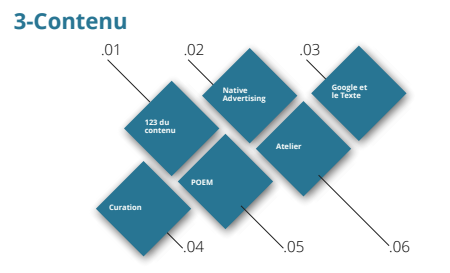 3-Contenu
.01
.02
.03
Native
Advertising
Google et
le Texte
123 du
contenu
Atelier
POEM
Curation
.04
.05
.06